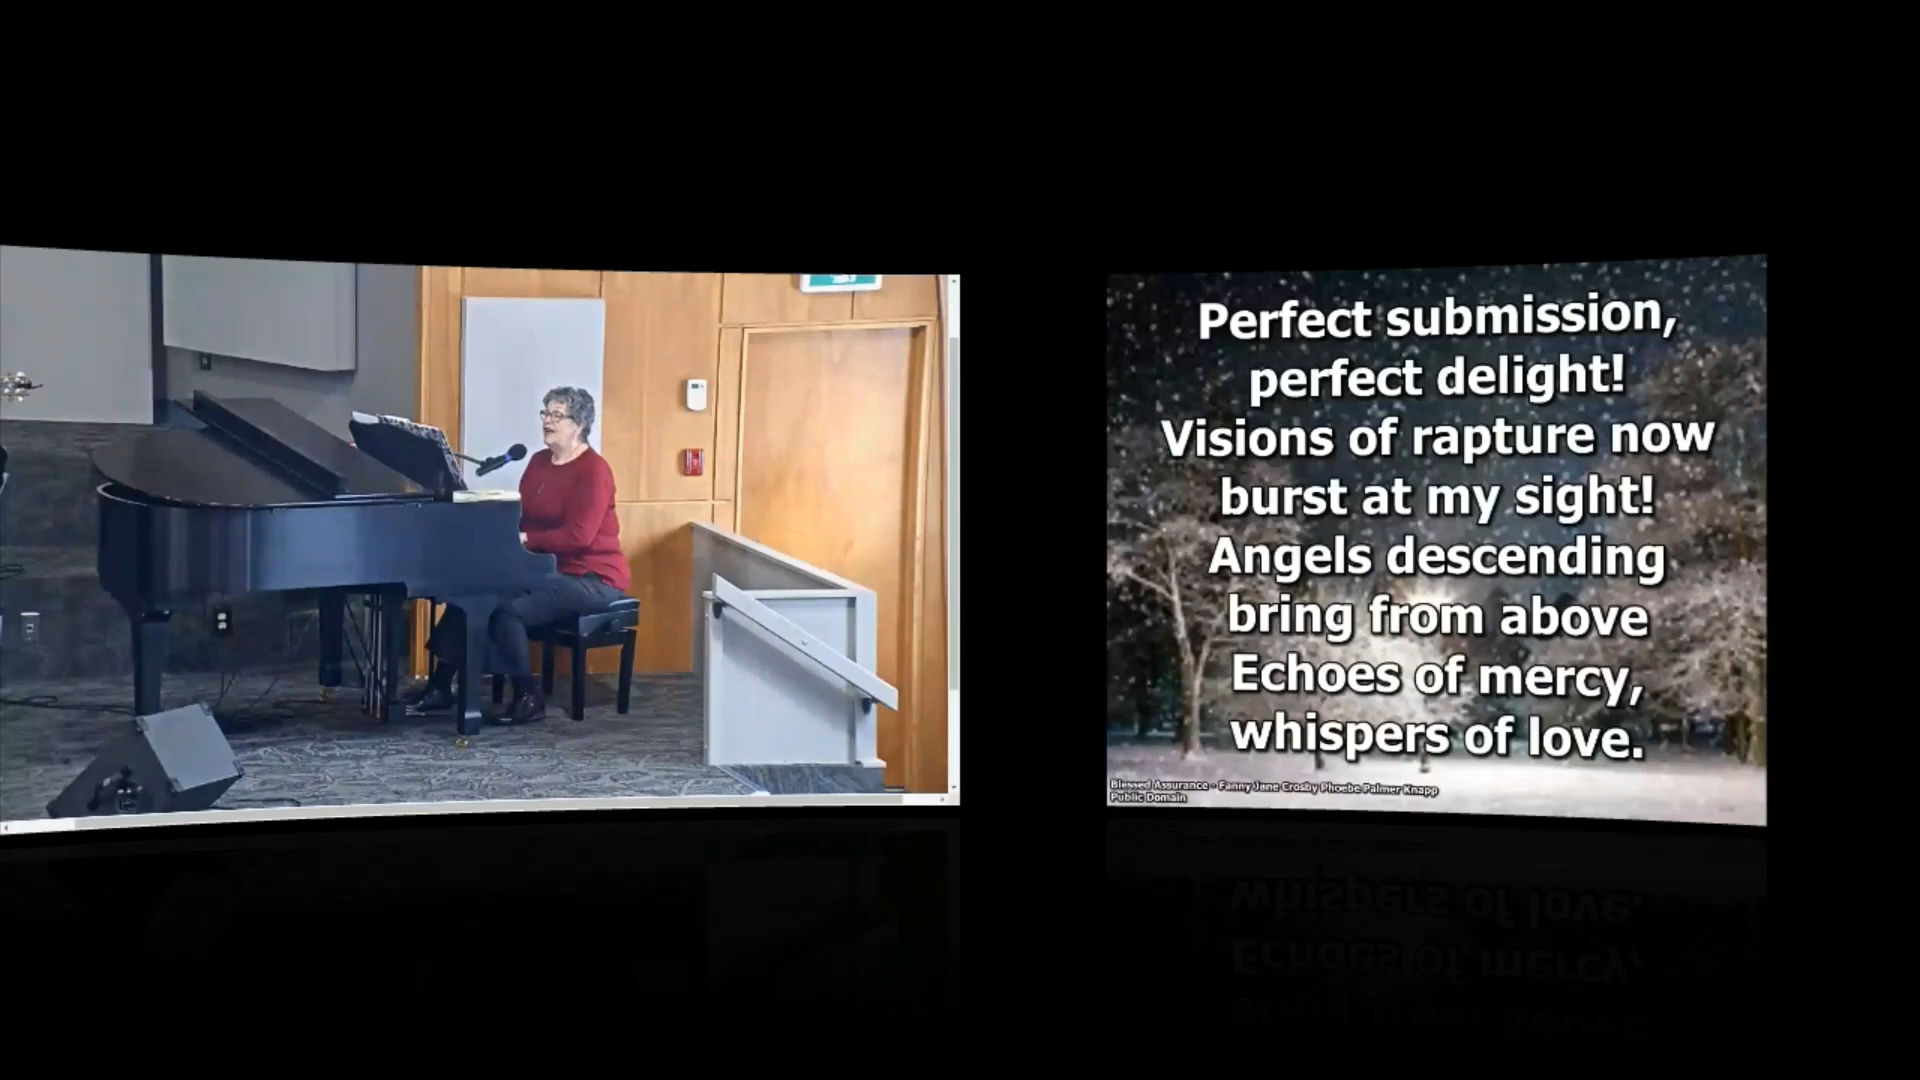 Perfect submission,
perfect delight!
Visions of rapture now
burst at my sight!
Angels descending
bring from above
Echoes of mercy,
whispers of love.
Blessed Assurance - Fanny Jane Crosby Phoebe Palmer Knapp
Public Domain